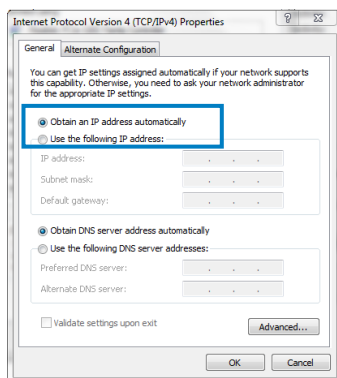 Internet Protocol Version 4 (TCP/IPv4) Properties
General
Alternate Configuration
You can get IP settings assigned automatically if your network supports
this capability. Otherwise, you need to ask your network administrator
for the appropriate IP settings.
Obtain an IP address automatically
Use the following IP address:
IP address:
Subnet mask:
Default gateway:
Obtain DNS server address automatically
Use the following DNS server addresses:
Preferred DNS server:
Alternate DNS server:
Validate settings upon exit
Advanced...
OK
Cancel